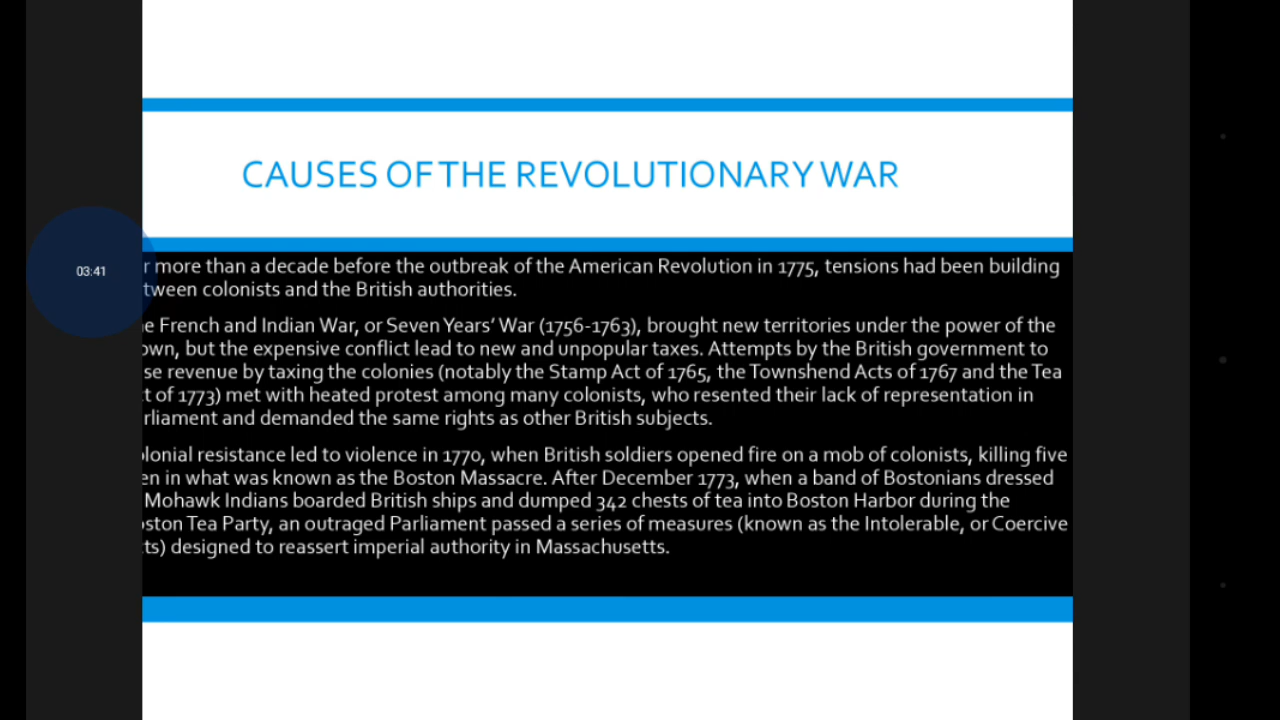 CAUSES OF THE REVOLUTIONARY WAR
03:41
r more than a decade before the outbreak of the American Revolution in 1775, tensions had been building
tween colonists and the British authorities.
e French and Indian War, or Seven Years' War (1756-1763), brought new territories under the power of the
own, but the expensive conflict lead to new and unpopular taxes. Attempts by the British government to
se revenue by taxing the colonies (notably the Stamp Act of 1765, the Townshend Acts of 1767 and the Tea
t of 1773) met with heated protest among many colonists, who resented their lack of representation in
rliament and demanded the same rights as other British subjects.
olonial resistance led to violence in 1770, when British soldiers opened fire on a mob of colonists, killing five
en in what was known as the Boston Massacre. After December 1773, when a band of Bostonians dressed
Mohawk Indians boarded British ships and dumped 342 chests of tea into Boston Harbor during the
oston Tea Party, an outraged Parliament passed a series of measures (known as the Intolerable, or Coercive
ts) designed to reassert imperial authority in Massachusetts.